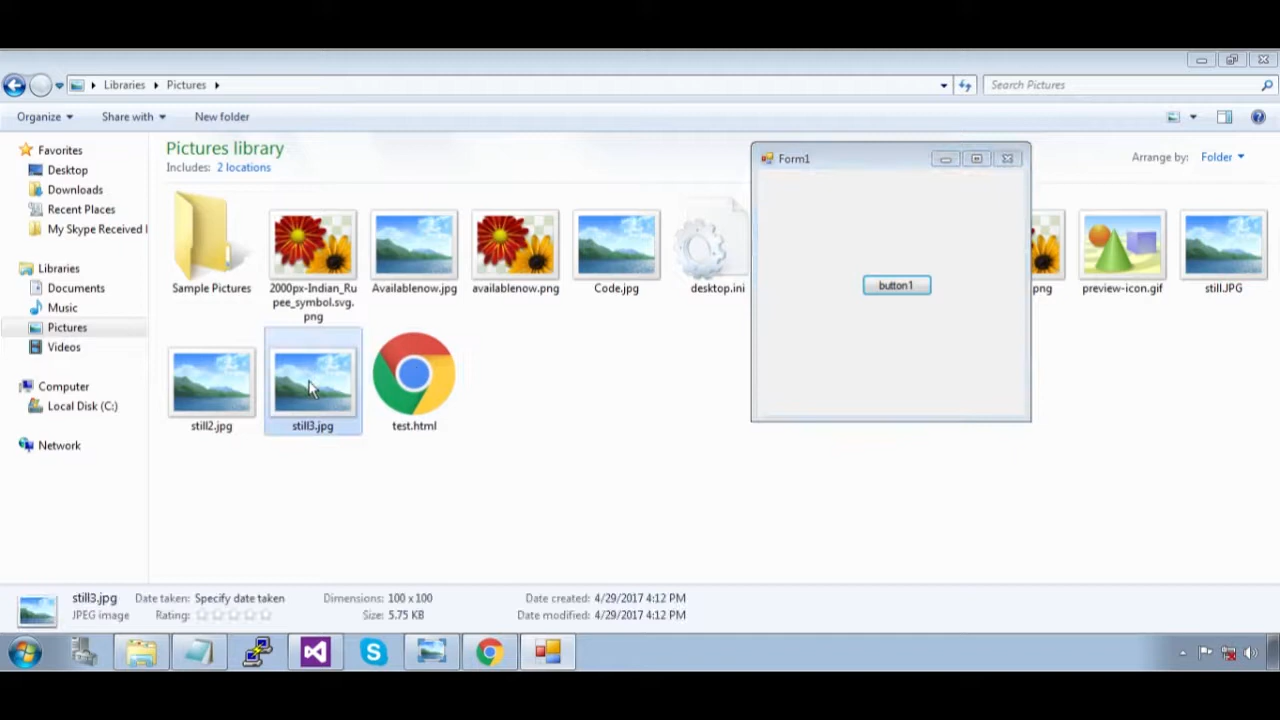 Libraries
Pictures
Search Pictures
Organize
Share with
New folder
Favorites
Desktop
Downloads
Recent Places
My Skype Received
Libraries
Documents
Music
Pictures
Videos
Computer
Local Disk (C:)
Network
Pictures library
Includes: 2 locations
Arrange by: Folder
Sample Pictures
2000px-Indian_Ru
pee_symbol.svg.
png
Availablenow.jpg
availablenow.png
Code.jpg
desktop.ini
png
preview-icon.gif
still.JPG
still2.jpg
still3.jpg
test.html
Form1
button1
still3.jpg
JPEG image
Date taken: Specify date taken
Rating:
Dimensions: 100 x 100
Size: 5.75 KB
Date created: 4/29/2017 4:12 PM
Date modified: 4/29/2017 4:12 PM